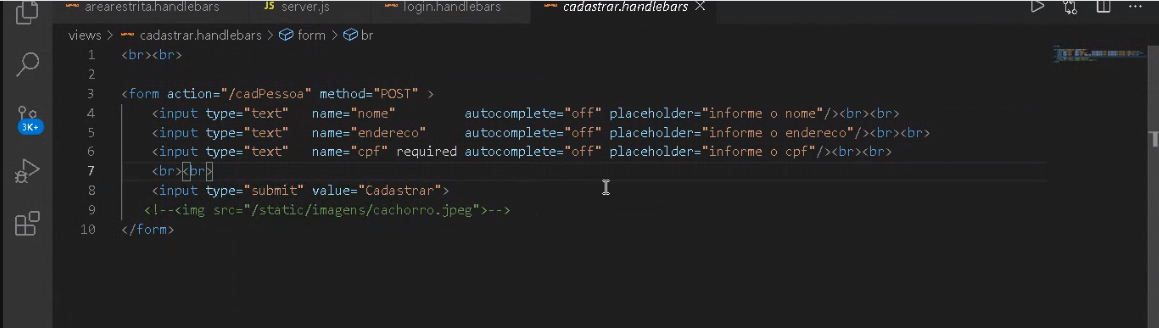 arearestrita.handlebars JS server.js login.handlebars cadastrar.handlebars
views > cadastrar.handlebars > form > br
1 <br><br>
2
3 <form action="/cadPessoa" method="POST" >
4 <input type="text" name="nome" autocomplete="off" placeholder="informe o nome"/><br><br>
5 <input type="text" name="endereco" autocomplete="off" placeholder="informe o endereco"/><br><br>
6 <input type="text" name="cpf" required autocomplete="off" placeholder="informe o cpf"/><br><br>
7 <br><br>
8 <input type="submit" value="Cadastrar">
9 <!--<img src="/static/imagens/cachorro.jpeg">-->
10 </form>
3K+